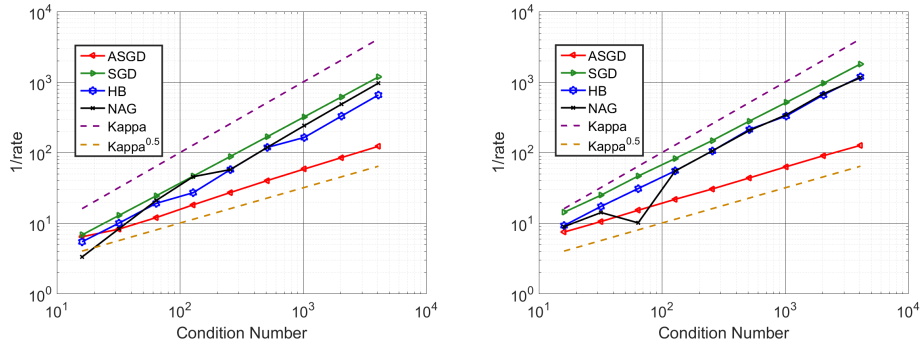 10^4
10^3
10^2
10^1
10^0
1/rate
ASGD
SGD
HB
NAG
Kappa
Kappa^0.5
10^1
10^2
10^3
10^4
Condition Number
10^4
10^3
10^2
10^1
10^0
1/rate
ASGD
SGD
HB
NAG
Kappa
Kappa^0.5
10^1
10^2
10^3
10^4
Condition Number